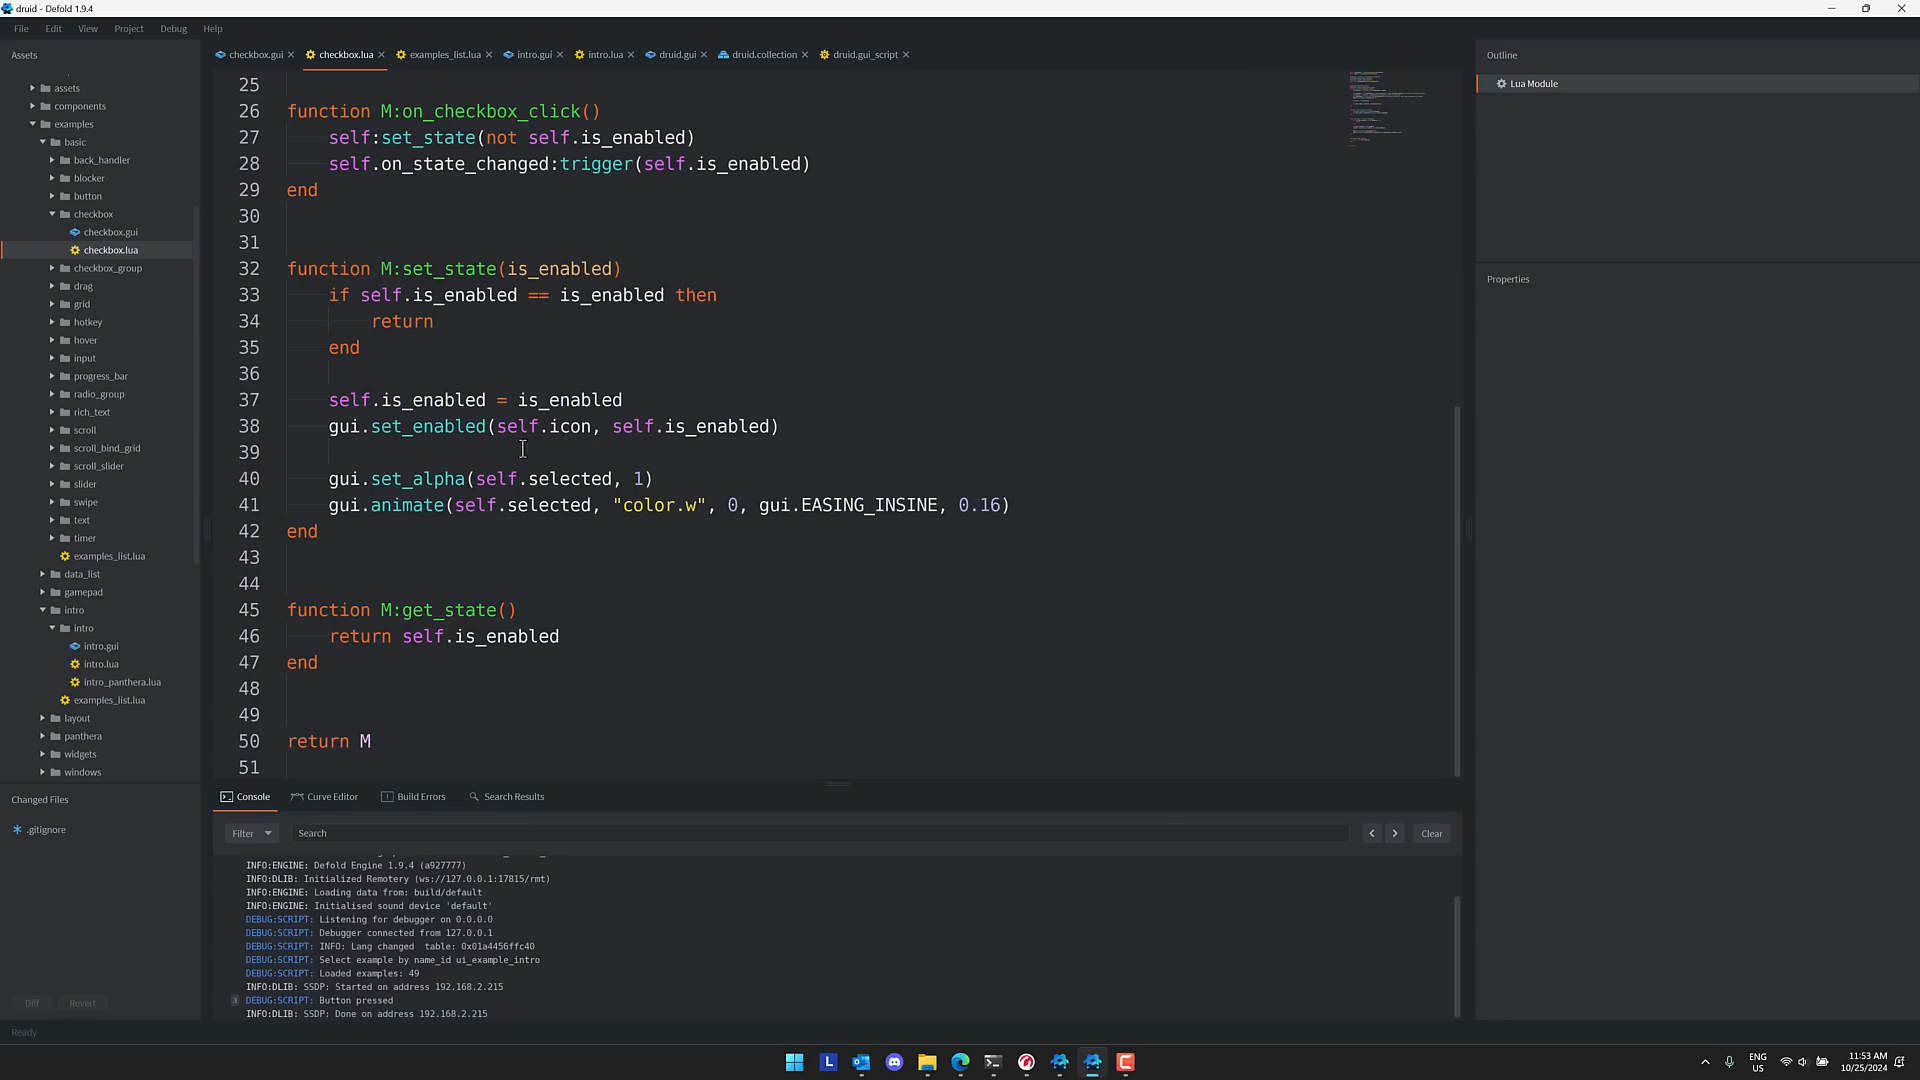 druid - Defold 1.9.4
File Edit View Project Debug Help
Assets
assets
components
examples
basic
back_handler
blocker
button
checkbox
checkbox.gui
checkbox.lua
checkbox_group
drag
grid
hotkey
hover
input
progress_bar
radio_group
rich_text
scroll
scroll_bind_grid
scroll_slider
slider
swipe
text
timer
examples_list.lua
data_list
gamepad
intro
intro
intro.gui
intro.lua
intro_panthera.lua
examples_list.lua
layout
panthera
widgets
windows
Changed Files
.gitignore
Diff Revert
Ready
checkbox.gui checkbox.lua examples_list.lua intro.gui intro.lua druid.gui druid.collection druid.gui_script
25
26 function M:on_checkbox_click()
27 self:set_state(not self.is_enabled)
28 self.on_state_changed:trigger(self.is_enabled)
29 end
30
31
32 function M:set_state(is_enabled)
33 if self.is_enabled == is_enabled then
34 return
35 end
36
37 self.is_enabled = is_enabled
38 gui.set_enabled(self.icon, self.is_enabled)
39
40 gui.set_alpha(self.selected, 1)
41 gui.animate(self.selected, "color.w", 0, gui.EASING_INSINE, 0.16)
42 end
43
44
45 function M:get_state()
46 return self.is_enabled
47 end
48
49
50 return M
51
Console Curve Editor Build Errors Search Results
Filter Search Clear
INFO:ENGINE: Defold Engine 1.9.4 (a927777)
INFO:DLIB: Initialized Remotery (ws://127.0.0.1:17815/rmt)
INFO:ENGINE: Loading data from: build/default
INFO:ENGINE: Initialised sound device 'default'
DEBUG:SCRIPT: Listening for debugger on 0.0.0.0
DEBUG:SCRIPT: Debugger connected from 127.0.0.1
DEBUG:SCRIPT: INFO: Lang changed table: 0x01a4456ffc40
DEBUG:SCRIPT: Select example by name_id ui_example_intro
DEBUG:SCRIPT: Loaded examples: 49
INFO:DLIB: SSDP: Started on address 192.168.2.215
3 DEBUG:SCRIPT: Button pressed
INFO:DLIB: SSDP: Done on address 192.168.2.215
Outline
Lua Module
Properties
L
ENG
US
11:53 AM
10/25/2024